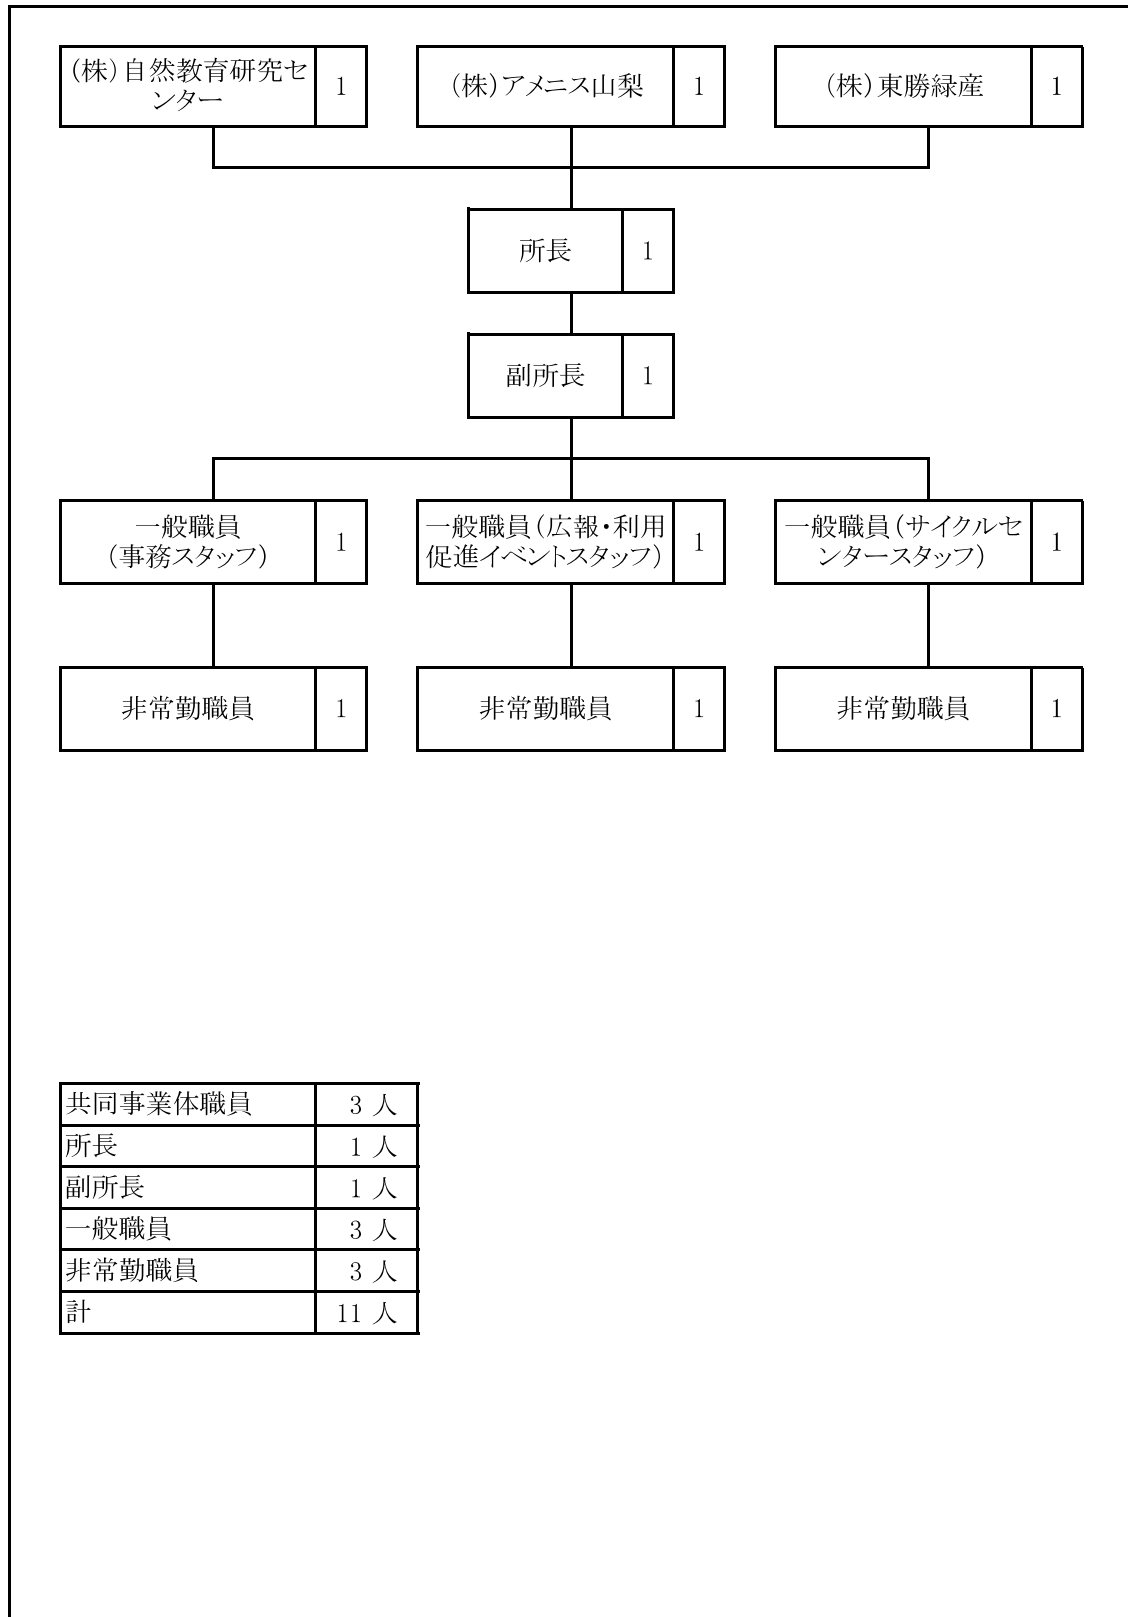 (株)自然教育研究セ
ンター
1
(株)アメニス山梨
1
(株)東勝緑産
1
所長
1
副所長
1
一般職員
(事務スタッフ)
1
一般職員(広報・利用
促進イベントスタッフ)
1
一般職員(サイクルセ
ンタースタッフ)
1
非常勤職員
1
非常勤職員
1
非常勤職員
1
共同事業体職員 3 人
所長 1 人
副所長 1 人
一般職員 3 人
非常勤職員 3 人
計 11 人